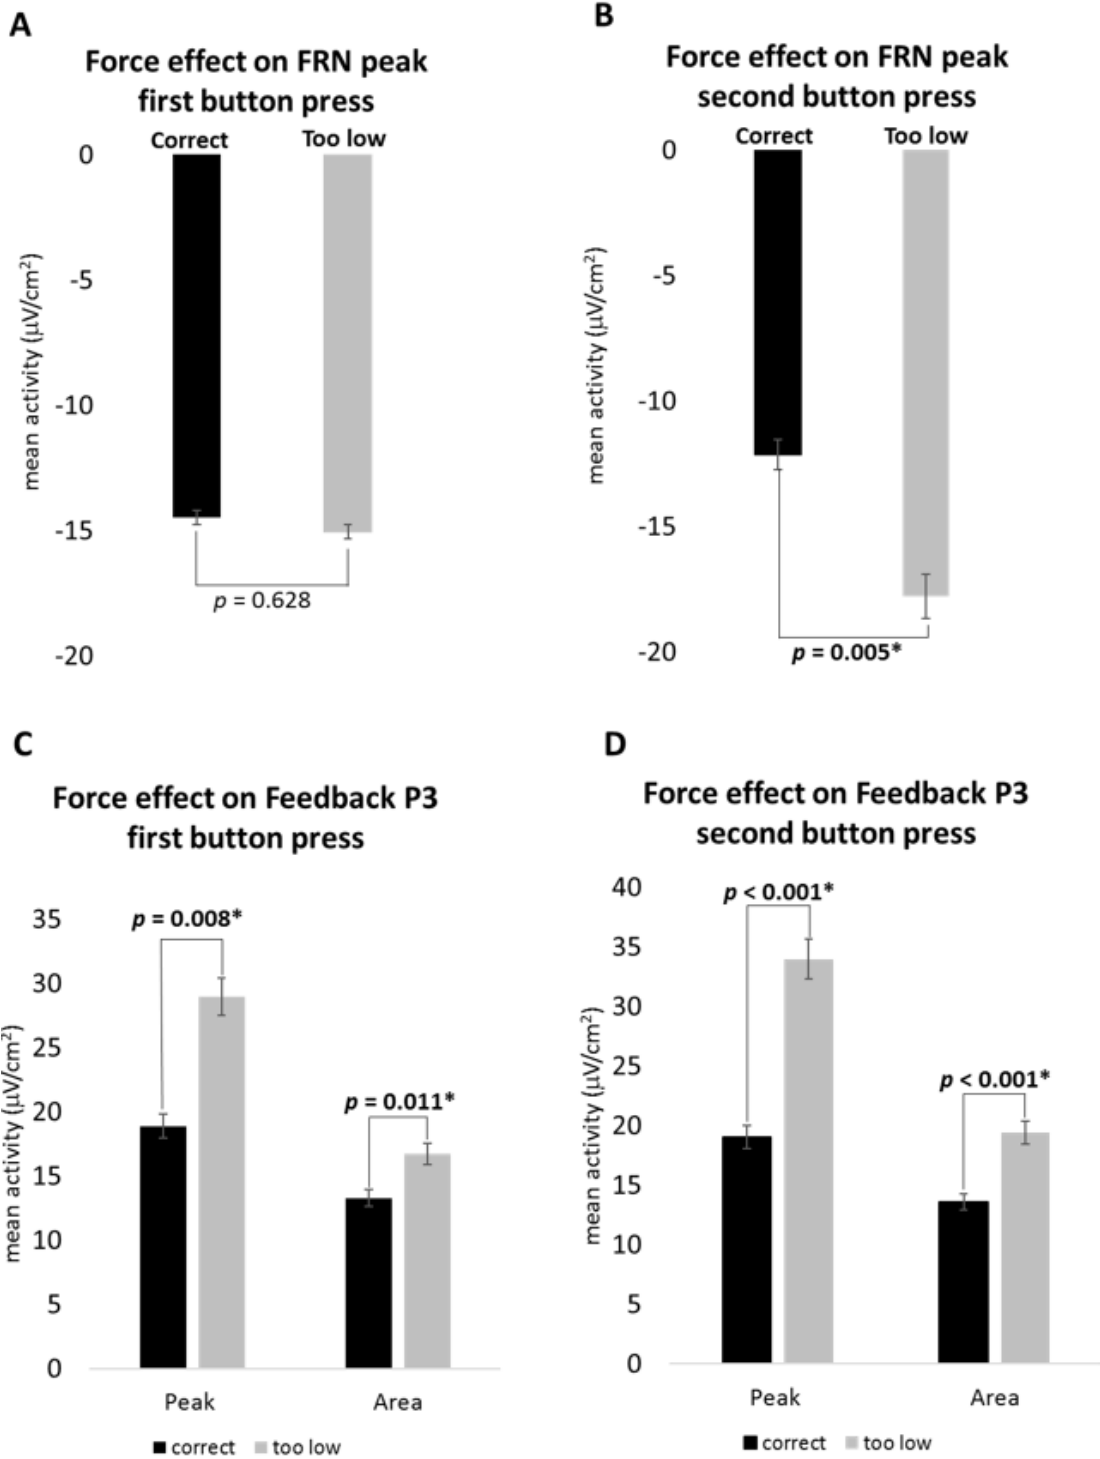 A
Force effect on FRN peak
first button press
Correct Too low
0
-5
-10
-15
-20
mean activity (μV/cm²)
p = 0.628
B
Force effect on FRN peak
second button press
Correct Too low
0
-5
-10
-15
-20
mean activity (μV/cm²)
p = 0.005*
C
Force effect on Feedback P3
first button press
35
30
25
20
15
10
5
0
mean activity (μV/cm²)
p = 0.008*
p = 0.011*
Peak Area
correct too low
D
Force effect on Feedback P3
second button press
40
35
30
25
20
15
10
5
0
mean activity (μV/cm²)
p < 0.001*
p < 0.001*
Peak Area
correct too low